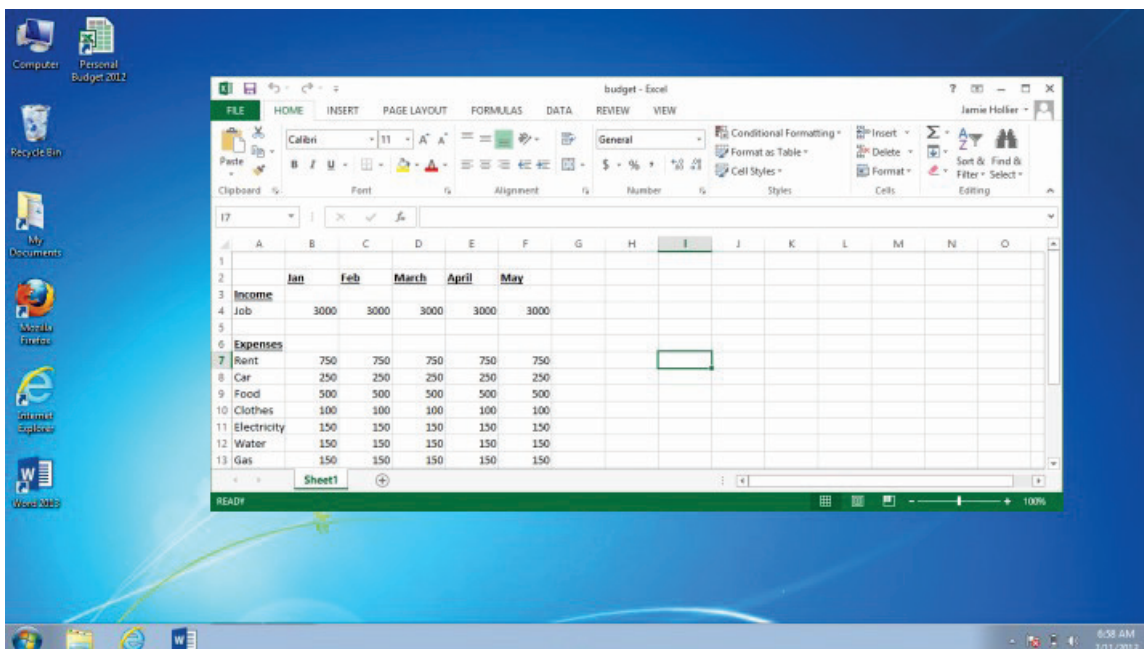 Computer
Personal
Budget 2012
Recycle Bin
My
Documents
Mozilla
Firefox
Internet
Explorer
Word 2013
budget - Excel
?
FILE HOME INSERT PAGE LAYOUT FORMULAS DATA REVIEW VIEW Jamie Hollier
Calibri 11 General Conditional Formatting Insert
Paste Format as Table Delete Sort & Find &
B I U $ % , Cell Styles Format Filter Select
Clipboard Font Alignment Number Styles Cells Editing
I7 fx
A B C D E F G H I J K L M N O
1
2 Jan Feb March April May
3 Income
4 Job 3000 3000 3000 3000 3000
5
6 Expenses
7 Rent 750 750 750 750 750
8 Car 250 250 250 250 250
9 Food 500 500 500 500 500
10 Clothes 100 100 100 100 100
11 Electricity 150 150 150 150 150
12 Water 150 150 150 150 150
13 Gas 150 150 150 150 150
Sheet1
READY 100%
6:58 AM